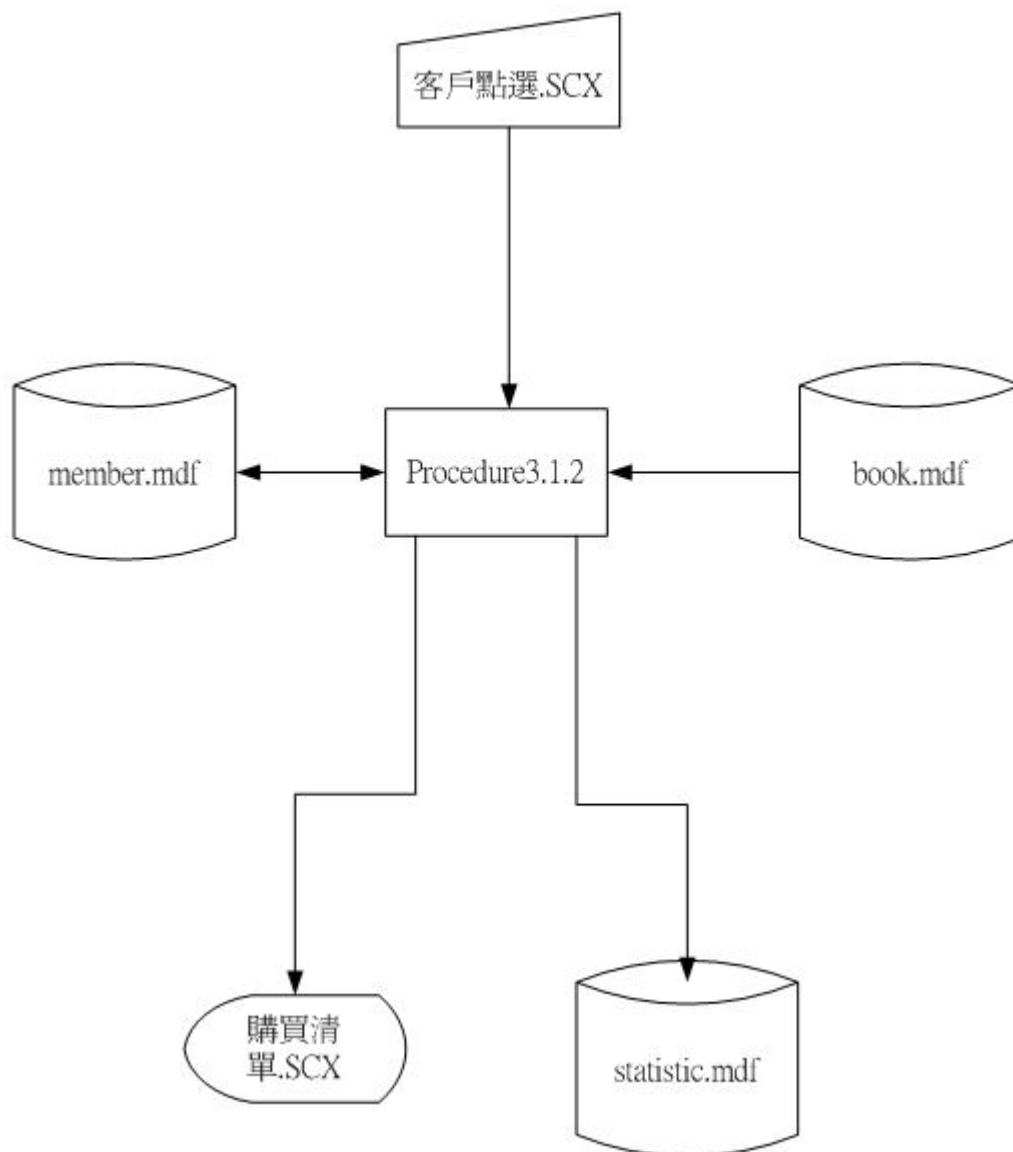 客戶點選.SCX
member.mdf
Procedure3.1.2
book.mdf
購買清
單.SCX
statistic.mdf